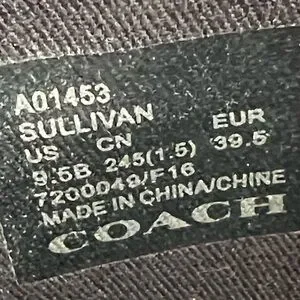 A01453
SULLIVAN
US CN EUR
9.5B 245(1.5) 39.5
7200049/F16
MADE IN CHINA/CHINE
COACH